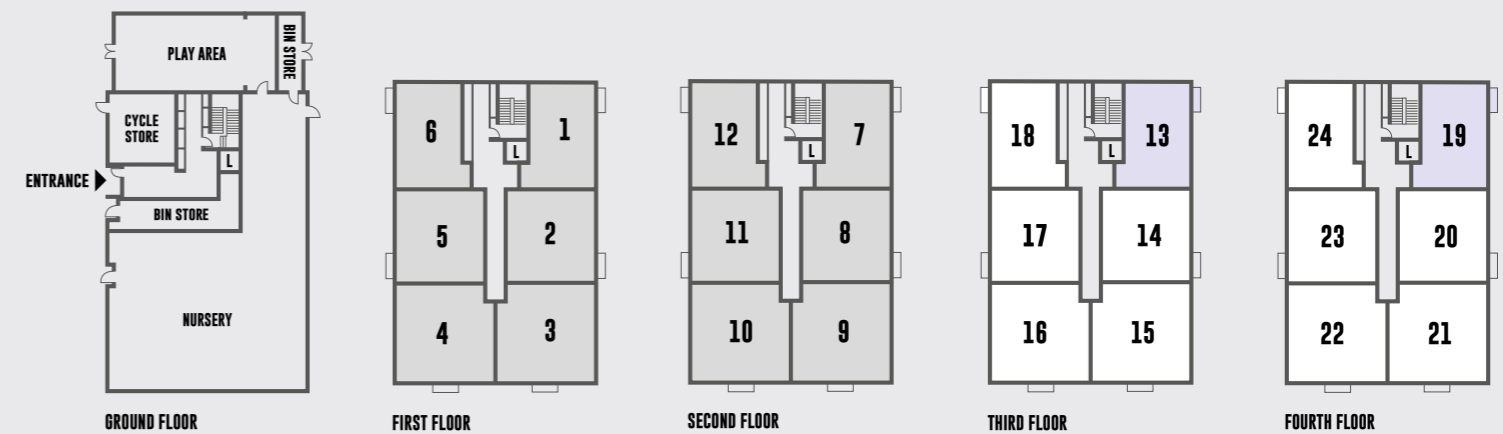 PLAY AREA
BIN STORE
CYCLE
STORE
L
ENTRANCE
BIN STORE
NURSERY
GROUND FLOOR
6
1
L
5
2
4
3
FIRST FLOOR
12
7
L
11
8
10
9
SECOND FLOOR
18
13
L
17
14
16
15
THIRD FLOOR
24
19
L
23
20
22
21
FOURTH FLOOR